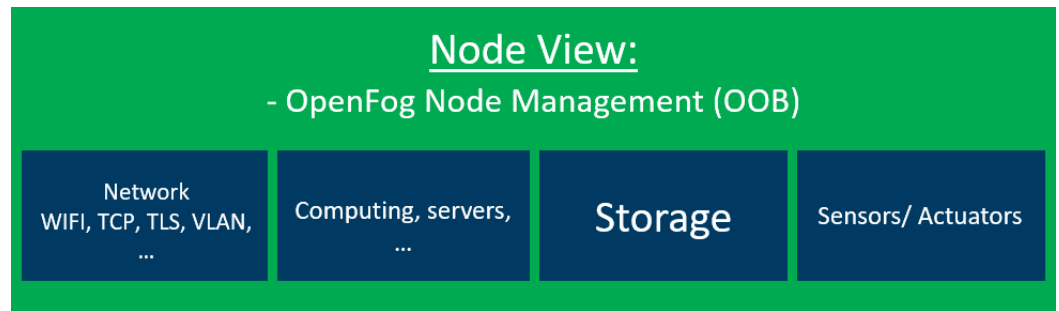 Node View:
- OpenFog Node Management (OOB)
Network
WIFI, TCP, TLS, VLAN,
...
Computing, servers,
...
Storage
Sensors/ Actuators